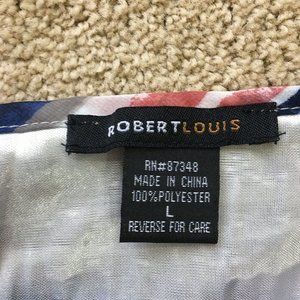 ROBERTLOUIS
RN#87348
MADE IN CHINA
100%POLYESTER
L
REVERSE FOR CARE